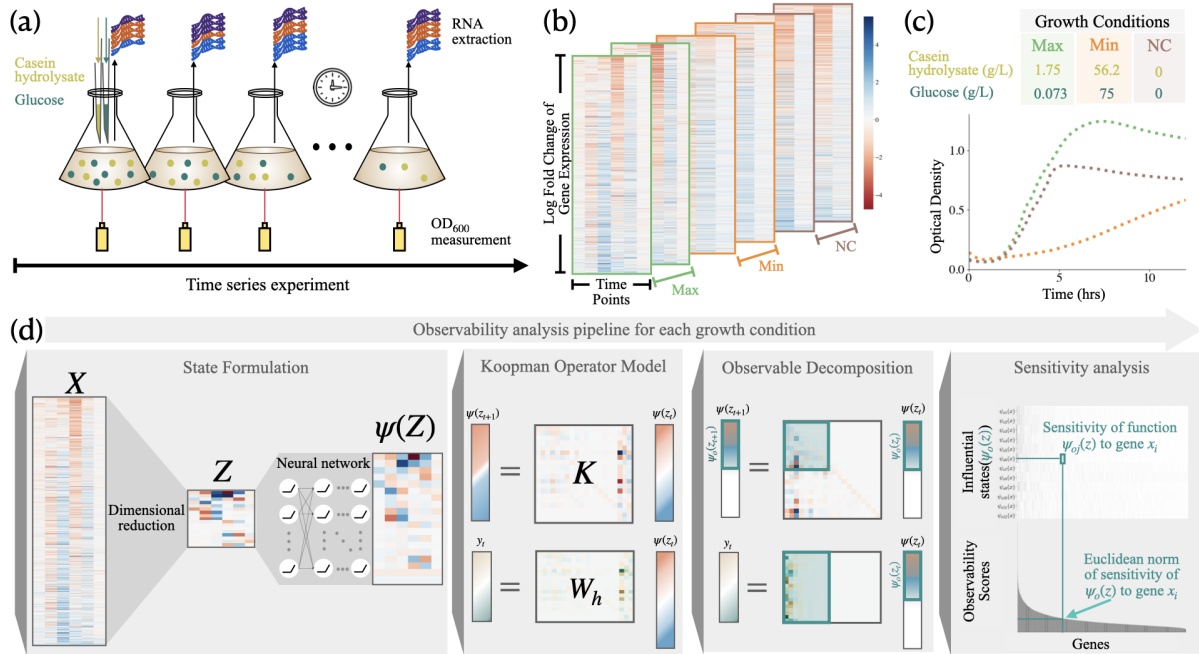 (a)
RNA
extraction
Casein
hydrolysate
Glucose
OD600
measurement
Time series experiment
(b)
Log Fold Change of
Gene Expression
Time
Points
Max
Min
NC
4
2
0
−2
−4
(c)
Growth Conditions
Max Min NC
Casein
hydrolysate (g/L) 1.75 56.2 0
Glucose (g/L) 0.073 75 0
Optical Density
1.0
0.5
0.0
0 5 10
Time (hrs)
(d)
Observability analysis pipeline for each growth condition
State Formulation
X
Dimensional
reduction
Z
Neural network
ψ(Z)
Koopman Operator Model
ψ(zt+1)
=
K
ψ(zt)
yt
=
Wh
ψ(zt)
Observable Decomposition
ψ(zt+1)
ψo(zt+1)
=
ψ(zt)
ψo(zt)
yt
=
ψ(zt)
ψo(zt)
Sensitivity analysis
Influential
states(ψo(z))
Sensitivity of function
ψoj(z) to gene xi
Observability
Scores
Euclidean norm
of sensitivity of
ψo(z) to gene xi
Genes